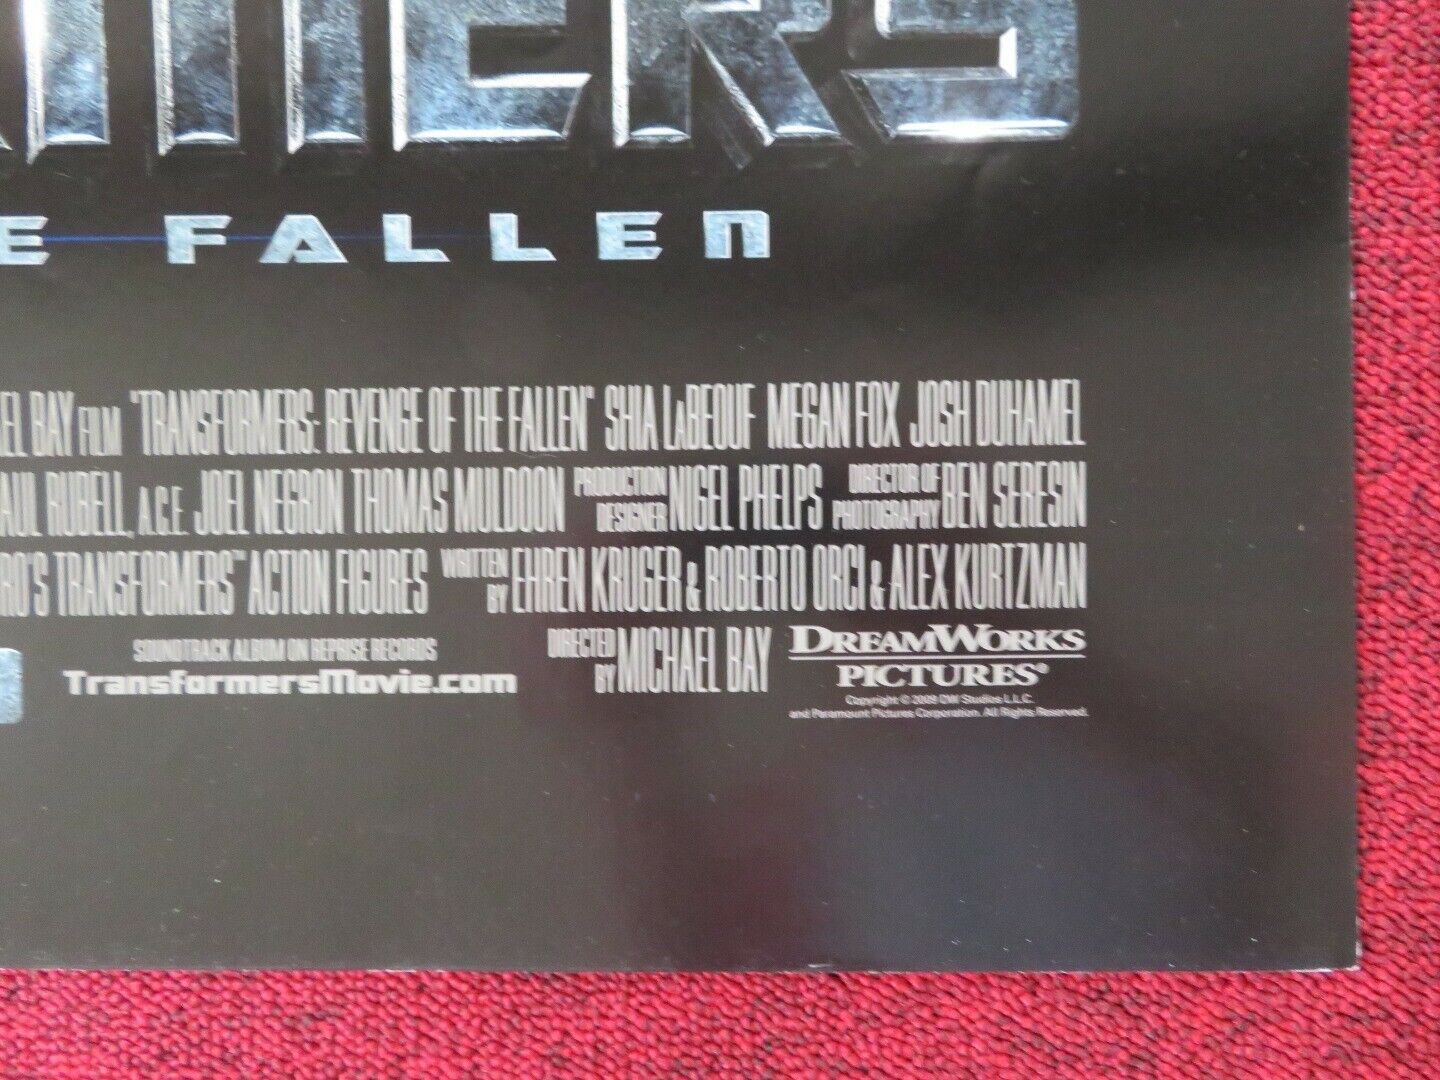 MERS
E FALLEN
EL BAY FILM "TRANSFORMERS: REVENGE OF THE FALLEN" SHIA LaBEOUF MEGAN FOX JOSH DUHAMEL
AUL RUBELL, A.C.E. JOEL NEGRON THOMAS MULDOON PRODUCTION DESIGNER NIGEL PHELPS DIRECTOR OF PHOTOGRAPHY BEN SERESIN
RO'S TRANSFORMERS™ ACTION FIGURES WRITTEN BY EHREN KRUGER & ROBERTO ORCI & ALEX KURTZMAN
SOUNDTRACK ALBUM ON REPRISE RECORDS
TransformersMovie.com
DIRECTED BY MICHAEL BAY
DREAMWORKS
PICTURES®
Copyright © 2009 DW Studios L.L.C.
and Paramount Pictures Corporation. All Rights Reserved.